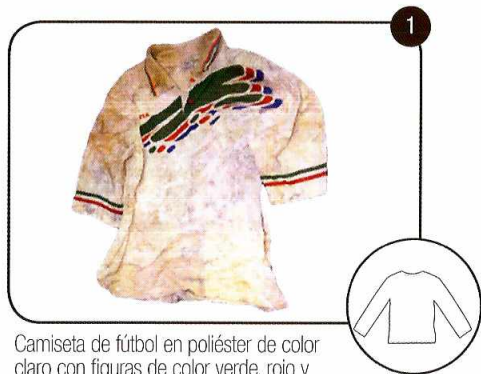 1
Camiseta de fútbol en poliéster de color
claro con figuras de color verde, rojo y